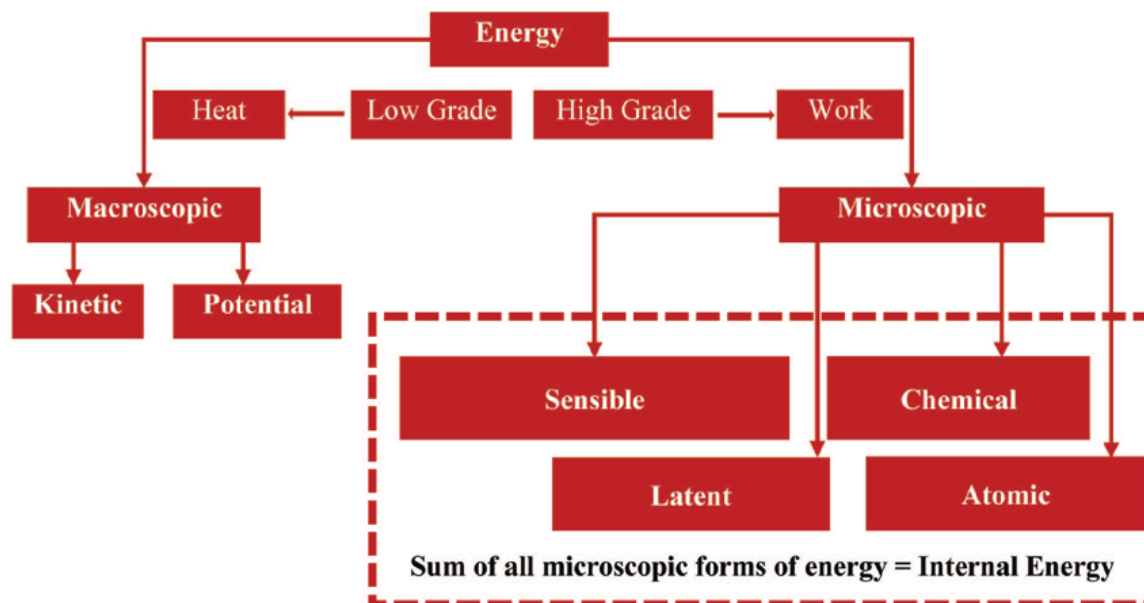 Energy
Heat
Low Grade
High Grade
Work
Macroscopic
Microscopic
Kinetic
Potential
Sensible
Chemical
Latent
Atomic
Sum of all microscopic forms of energy = Internal Energy